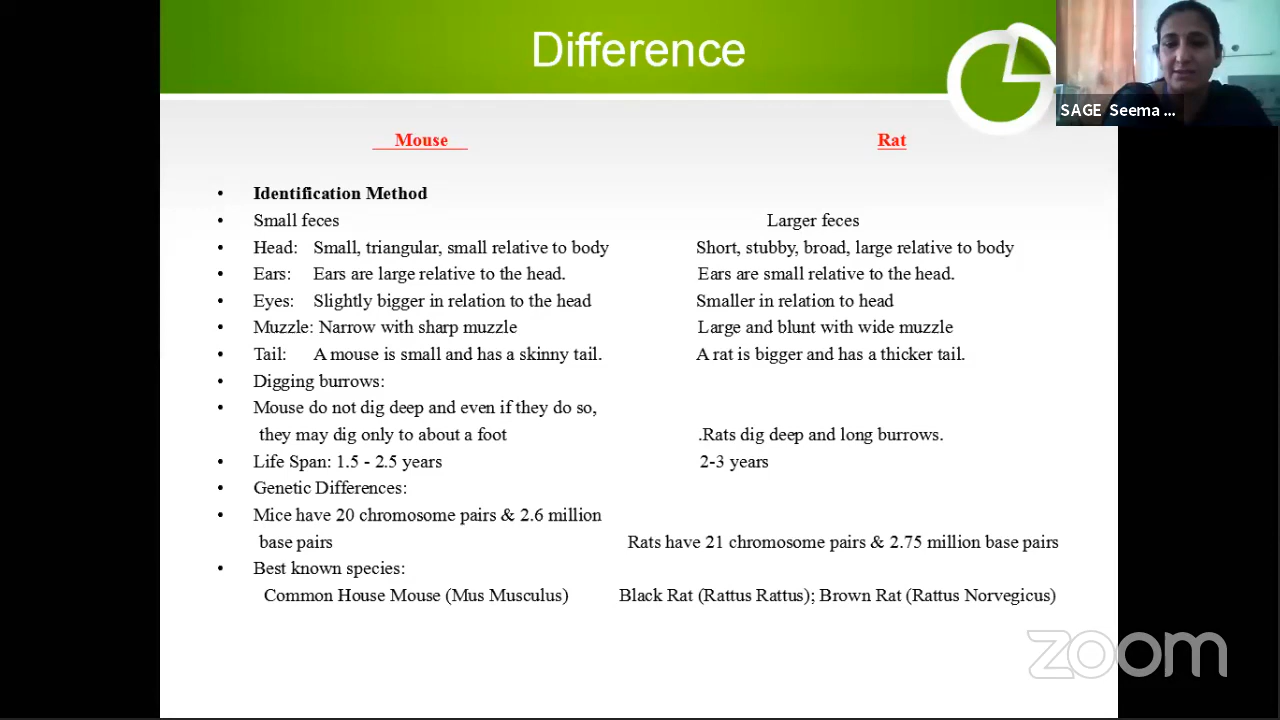 Difference
SAGE Seema ...
Mouse Rat
• Identification Method
• Small feces Larger feces
• Head: Small, triangular, small relative to body Short, stubby, broad, large relative to body
• Ears: Ears are large relative to the head. Ears are small relative to the head.
• Eyes: Slightly bigger in relation to the head Smaller in relation to head
• Muzzle: Narrow with sharp muzzle Large and blunt with wide muzzle
• Tail: A mouse is small and has a skinny tail. A rat is bigger and has a thicker tail.
• Digging burrows:
• Mouse do not dig deep and even if they do so,
they may dig only to about a foot .Rats dig deep and long burrows.
• Life Span: 1.5 - 2.5 years 2-3 years
• Genetic Differences:
• Mice have 20 chromosome pairs & 2.6 million
base pairs Rats have 21 chromosome pairs & 2.75 million base pairs
• Best known species:
Common House Mouse (Mus Musculus) Black Rat (Rattus Rattus); Brown Rat (Rattus Norvegicus)
zoom